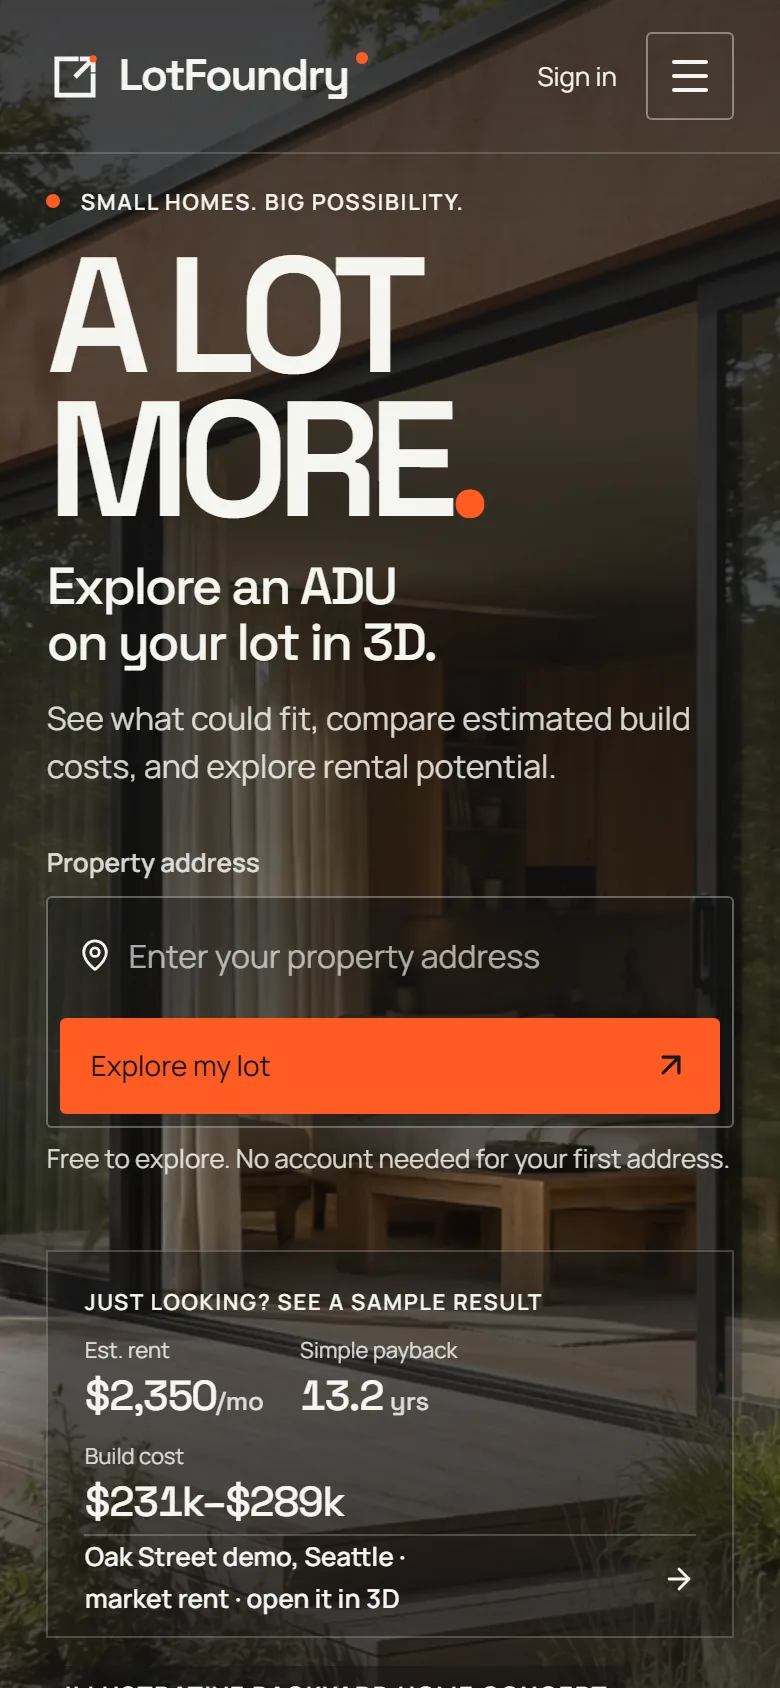 LotFoundry
Sign in
SMALL HOMES. BIG POSSIBILITY.
A LOT
MORE.
Explore an ADU
on your lot in 3D.
See what could fit, compare estimated build
costs, and explore rental potential.
Property address
Enter your property address
Explore my lot
Free to explore. No account needed for your first address.
JUST LOOKING? SEE A SAMPLE RESULT
Est. rent Simple payback
$2,350/mo 13.2 yrs
Build cost
$231k–$289k
Oak Street demo, Seattle ·
market rent · open it in 3D
ILLUSTRATIVE BACKYARD HOME CONCEPT